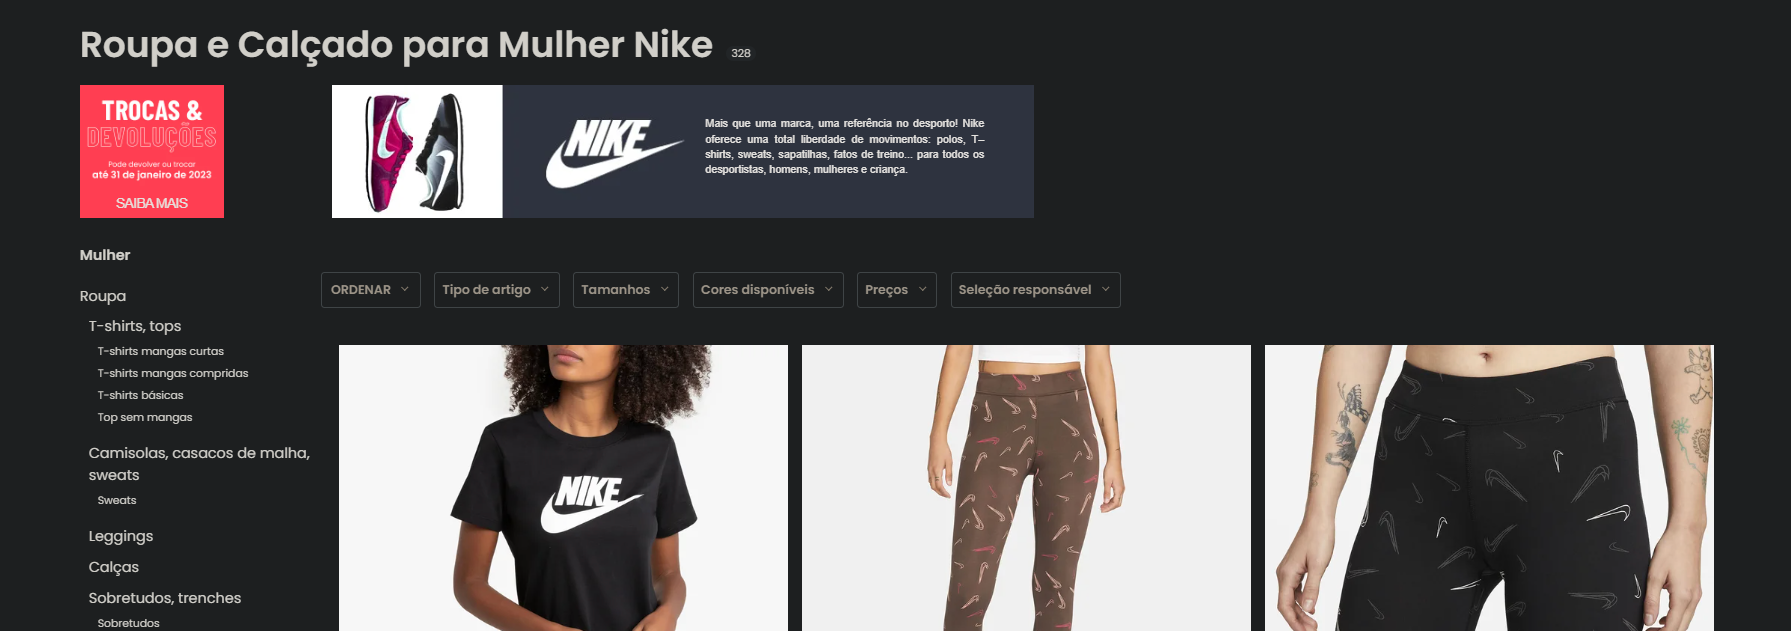 Roupa e Calçado para Mulher Nike 328
TROCAS &
DEVOLUÇÕES
Pode devolver ou trocar
até 31 de janeiro de 2023
SAIBA MAIS
NIKE
Mais que uma marca, uma referência no desporto! Nike
oferece uma total liberdade de movimentos: polos, T–
shirts, sweats, sapatilhas, fatos de treino... para todos os
desportistas, homens, mulheres e criança.
Mulher
Roupa
T-shirts, tops
T-shirts mangas curtas
T-shirts mangas compridas
T-shirts básicas
Top sem mangas
Camisolas, casacos de malha,
sweats
Sweats
Leggings
Calças
Sobretudos, trenches
Sobretudos
ORDENAR Tipo de artigo Tamanhos Cores disponíveis Preços Seleção responsável
NIKE